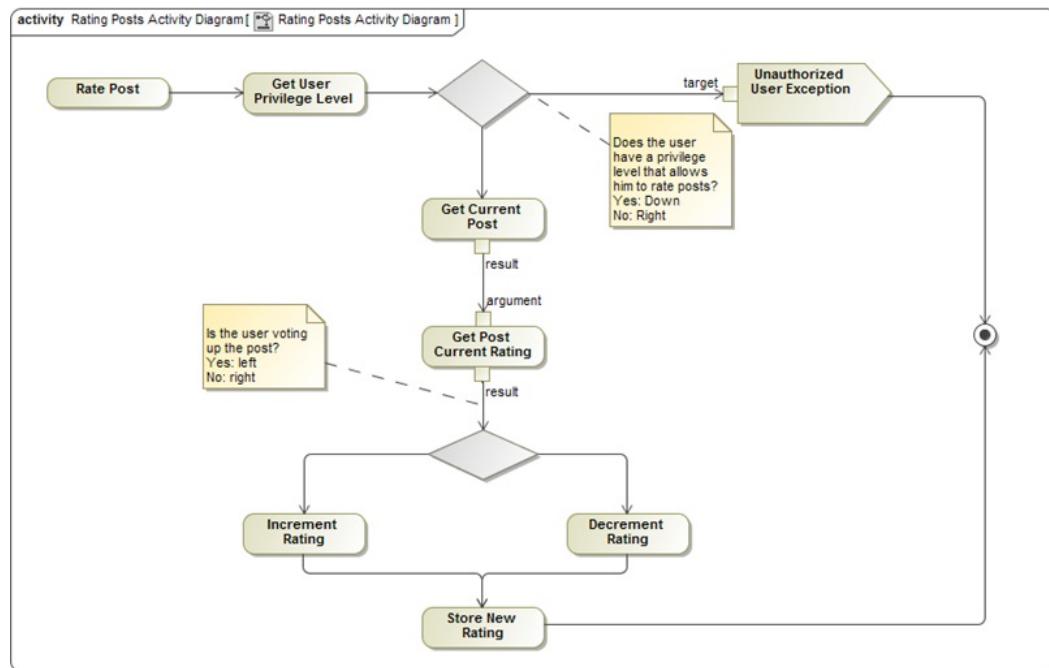 activity Rating Posts Activity Diagram[ Rating Posts Activity Diagram ]
Rate Post
Get User
Privilege Level
target
Unauthorized
User Exception
Does the user
have a privilege
level that allows
him to rate posts?
Yes: Down
No: Right
Get Current
Post
result
argument
Get Post
Current Rating
result
Is the user voting
up the post?
Yes: left
No: right
Increment
Rating
Decrement
Rating
Store New
Rating